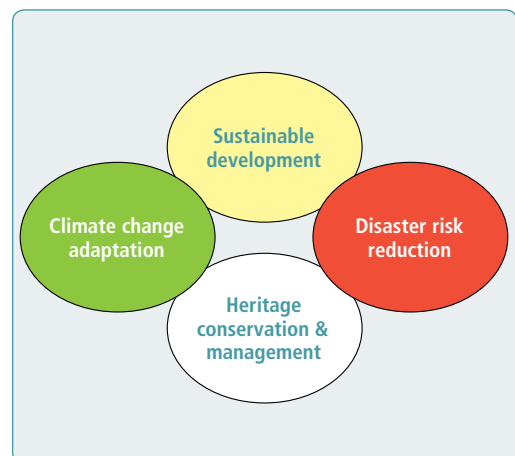 Sustainable
development
Climate change
adaptation
Disaster risk
reduction
Heritage
conservation &
management